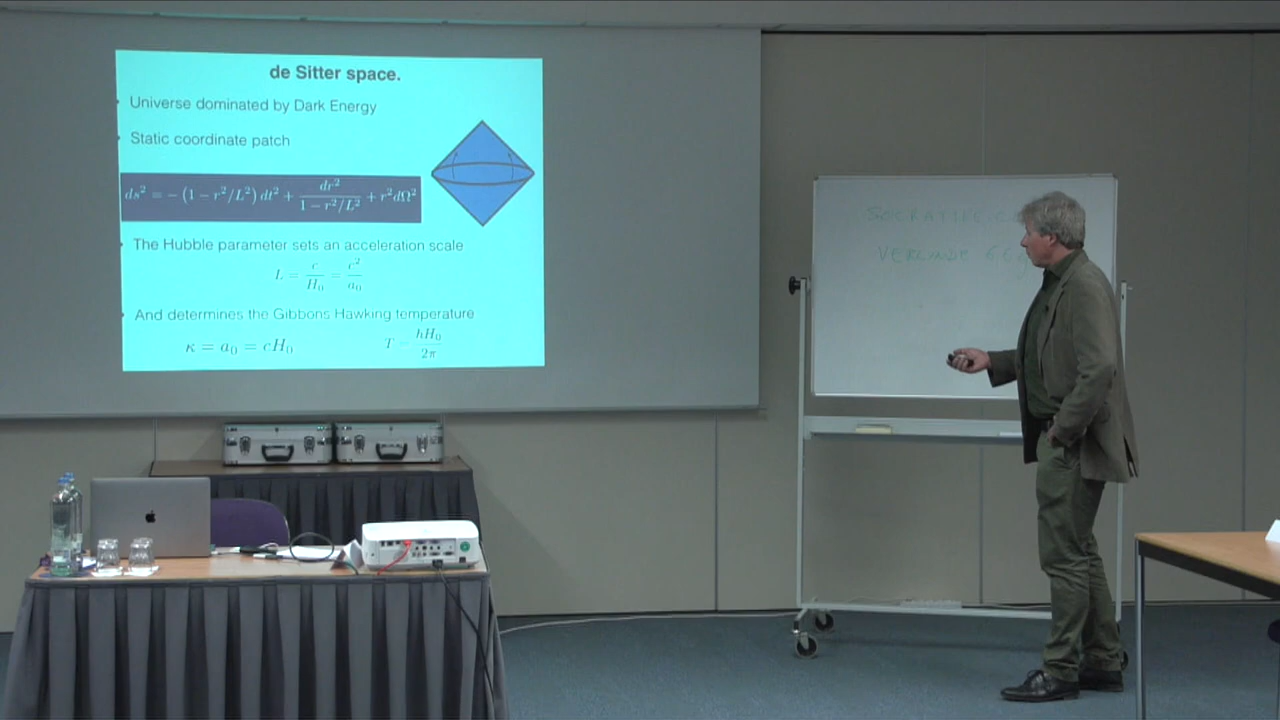 de Sitter space.
Universe dominated by Dark Energy
Static coordinate patch
ds² = −(1 − r²/L²) dt² + dr²/(1 − r²/L²) + r²dΩ²
The Hubble parameter sets an acceleration scale
L = c/H₀ = c²/a₀
And determines the Gibbons Hawking temperature
κ = a₀ = cH₀
T = ħH₀/2π